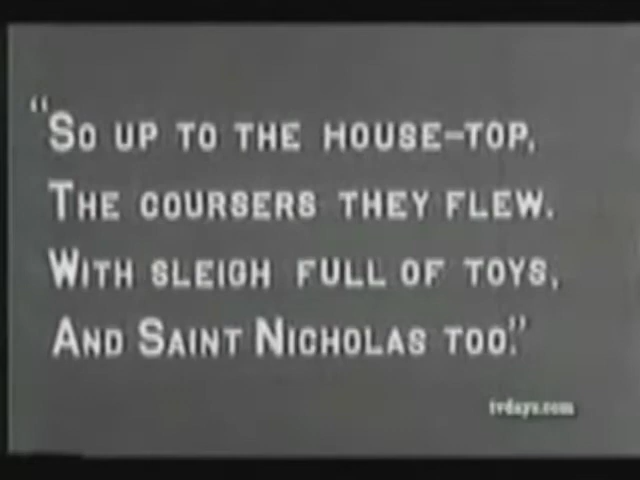 “So up to the house-top,
The coursers they flew.
With sleigh full of toys,
And Saint Nicholas too.”
tvdays.com